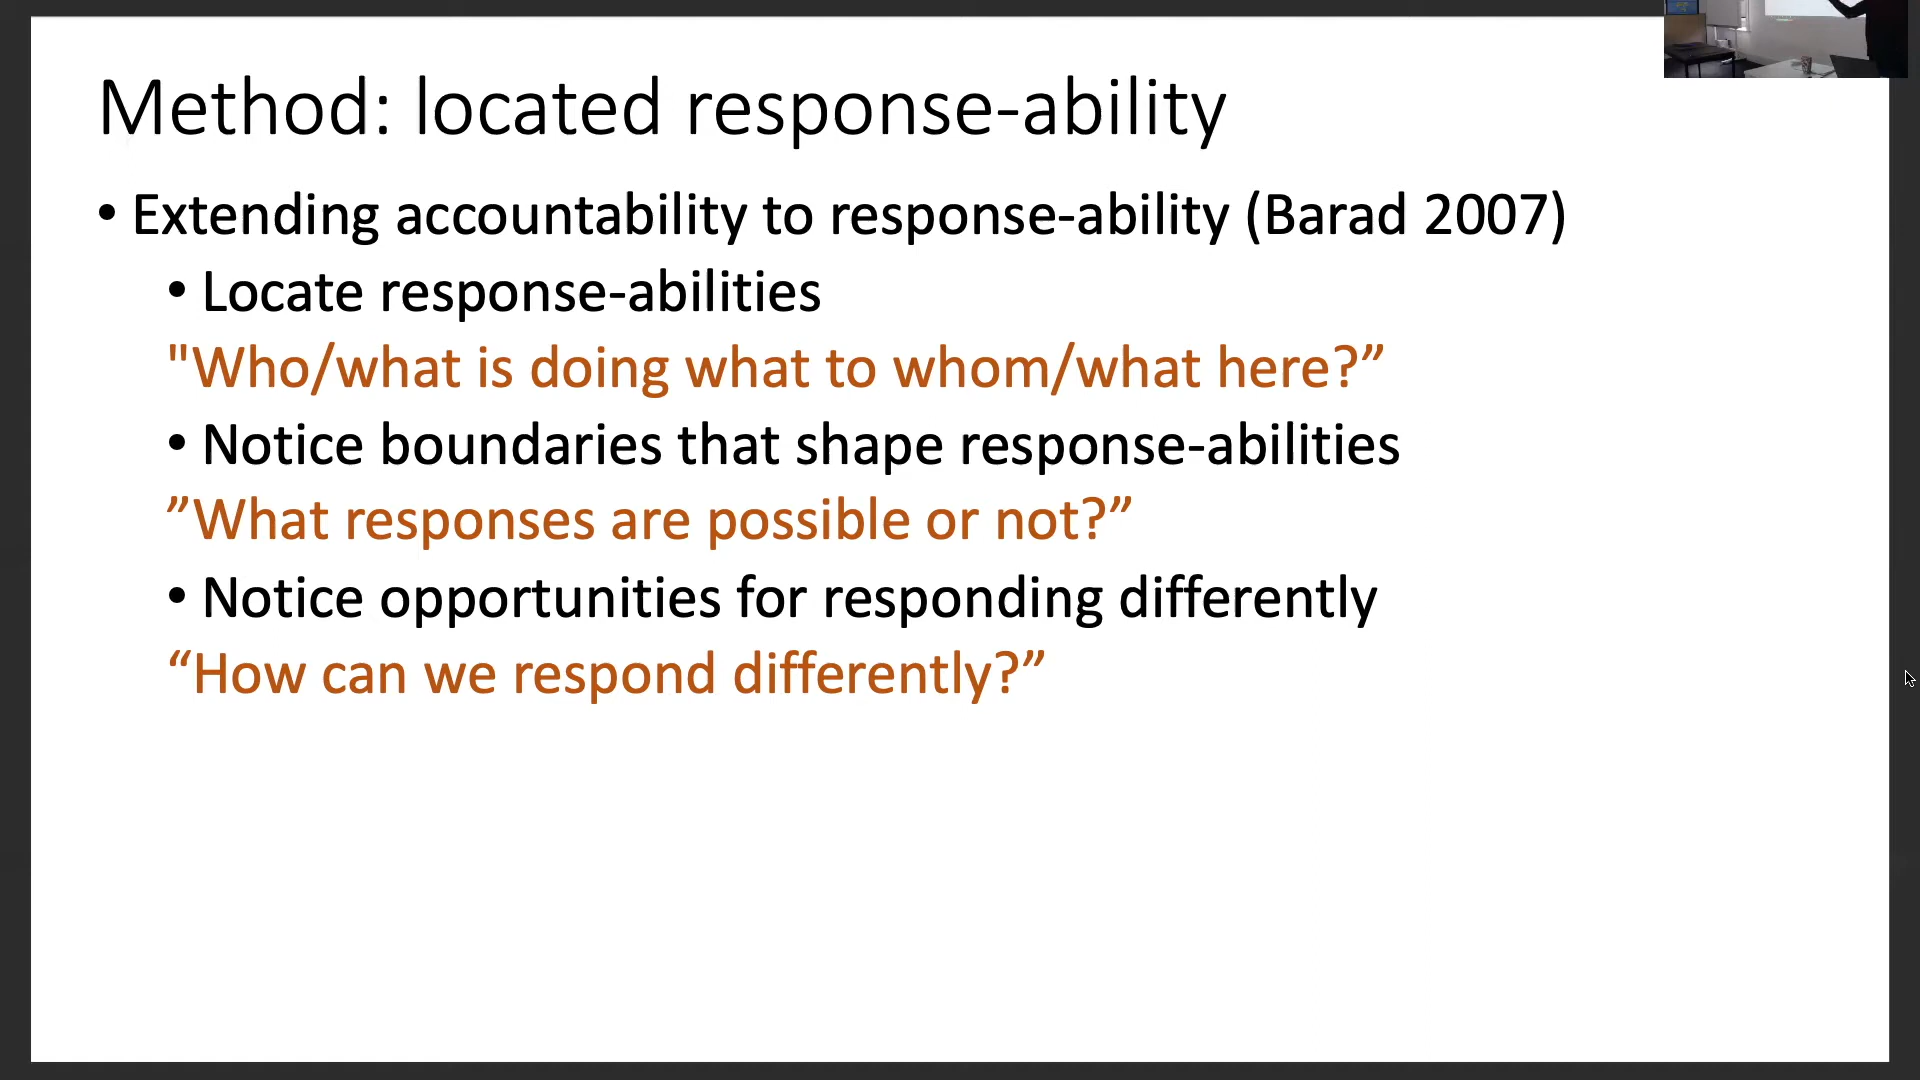 Method: located response-ability
• Extending accountability to response-ability (Barad 2007)
• Locate response-abilities
"Who/what is doing what to whom/what here?”
• Notice boundaries that shape response-abilities
”What responses are possible or not?”
• Notice opportunities for responding differently
“How can we respond differently?”